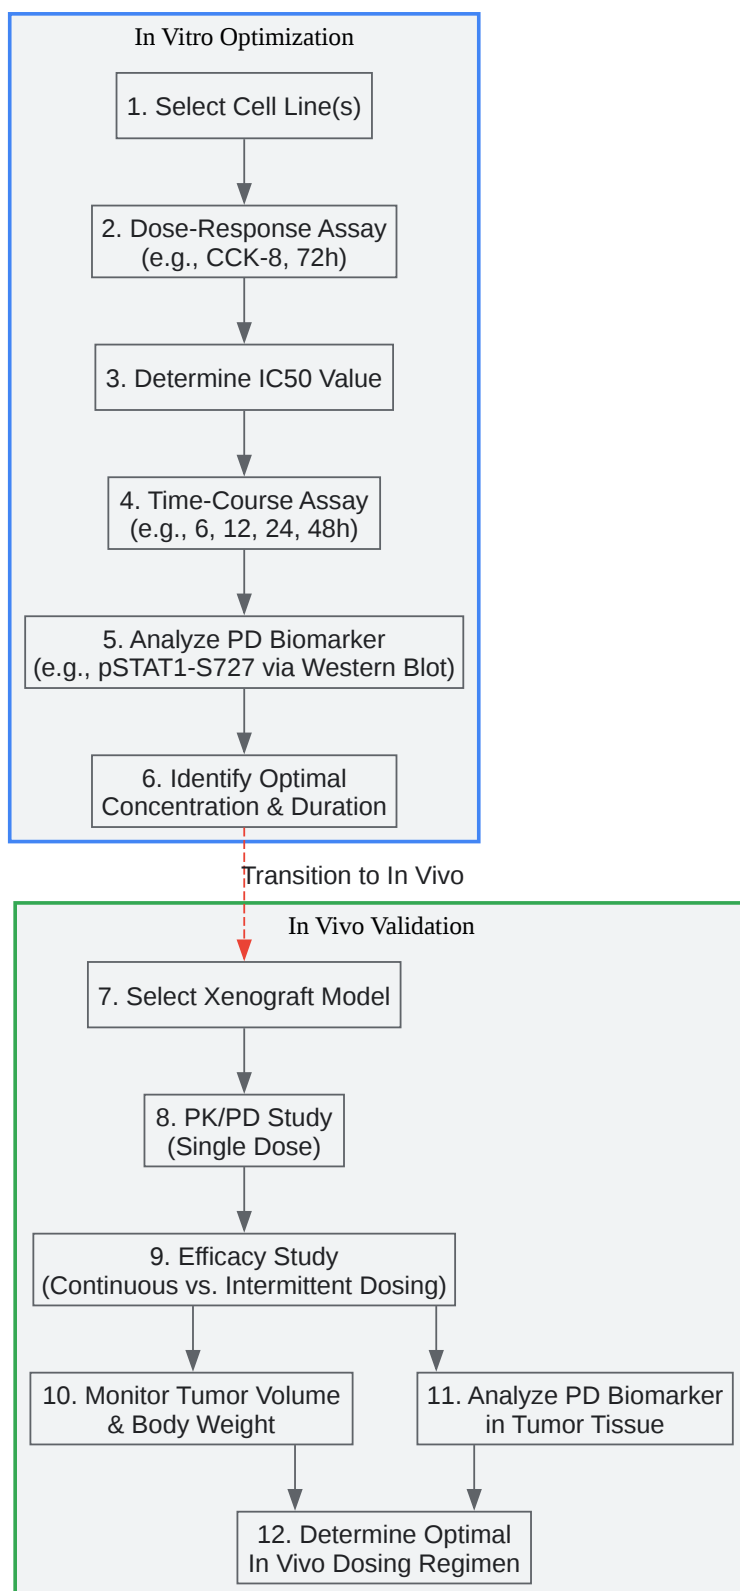 In Vitro Optimization
1. Select Cell Line(s)
2. Dose-Response Assay
(e.g., CCK-8, 72h)
3. Determine IC50 Value
4. Time-Course Assay
(e.g., 6, 12, 24, 48h)
5. Analyze PD Biomarker
(e.g., pSTAT1-S727 via Western Blot)
6. Identify Optimal
Concentration & Duration
Transition to In Vivo
In Vivo Validation
7. Select Xenograft Model
8. PK/PD Study
(Single Dose)
9. Efficacy Study
(Continuous vs. Intermittent Dosing)
10. Monitor Tumor Volume
& Body Weight
11. Analyze PD Biomarker
in Tumor Tissue
12. Determine Optimal
In Vivo Dosing Regimen